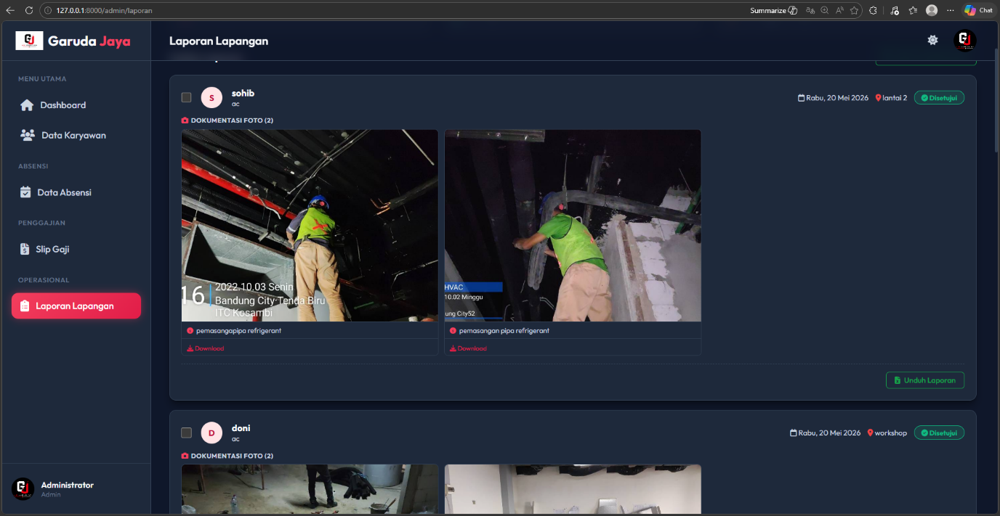 127.0.0.1:8000/admin/laporan
Summarize
Chat
GJ
Garuda Jaya
Laporan Lapangan
GJ
MENU UTAMA
Dashboard
Data Karyawan
ABSENSI
Data Absensi
PENGGAJIAN
Slip Gaji
OPERASIONAL
Laporan Lapangan
GJ
Administrator
Admin
S
sohib
ac
Rabu, 20 Mei 2026
lantai 2
Disetujui
DOKUMENTASI FOTO (2)
16
2022.10.03 Senin
Bandung City·Tenda Biru
ITC Kosambi
HVAC
10.02 Minggu
ung City52
pemasangapipa refrigerant
Download
pemasangan pipa refrigerant
Download
Unduh Laporan
D
doni
ac
Rabu, 20 Mei 2026
workshop
Disetujui
DOKUMENTASI FOTO (2)